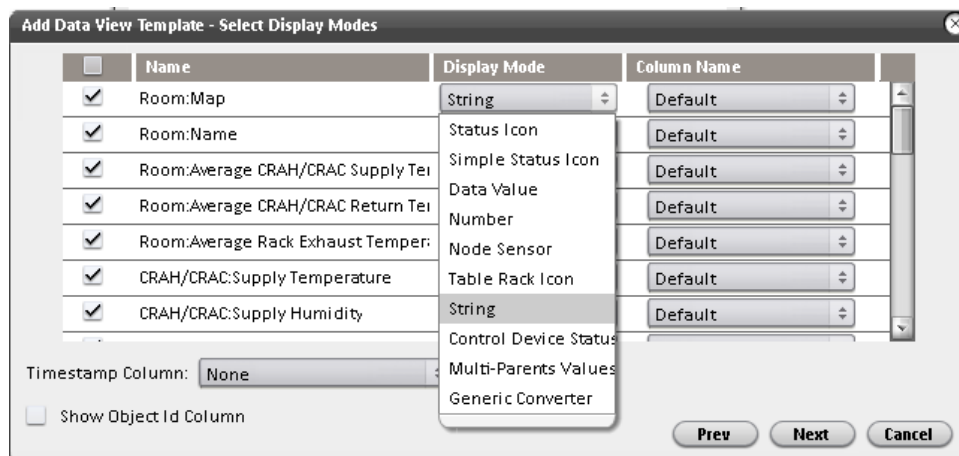 Add Data View Template - Select Display Modes
Name Display Mode Column Name
Room:Map String Default
Room:Name Default
Room:Average CRAH/CRAC Supply Default
Room:Average CRAH/CRAC Return Default
Room:Average Rack Exhaust Default
CRAH/CRAC:Supply Temperature Default
CRAH/CRAC:Supply Humidity Default
Status Icon
Simple Status Icon
Data Value
Number
Node Sensor
Table Rack Icon
String
Control Device Status
Multi-Parents Values
Generic Converter
Timestamp Column: None
Show Object Id Column
Prev Next Cancel